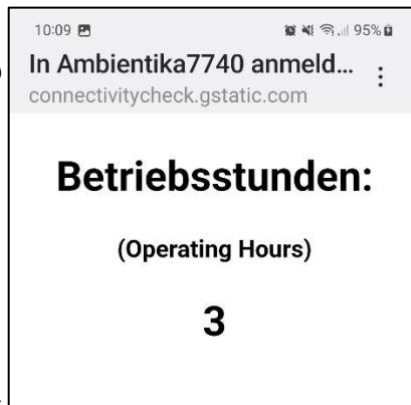 10:09 95%
In Ambientika7740 anmeld...
connectivitycheck.gstatic.com
Betriebsstunden:
(Operating Hours)
3